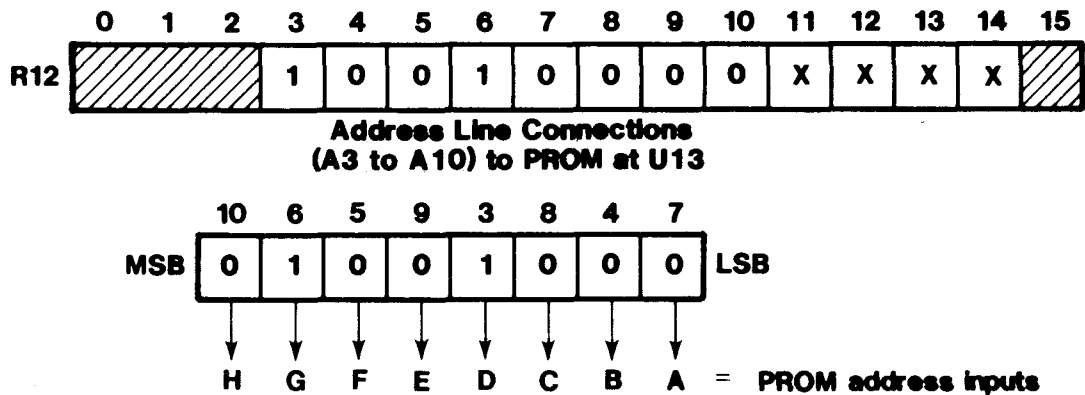 0 1 2 3 4 5 6 7 8 9 10 11 12 13 14 15
R12 1 0 0 1 0 0 0 0 X X X X
Address Line Connections
(A3 to A10) to PROM at U13
10 6 5 9 3 8 4 7
MSB 0 1 0 0 1 0 0 0 LSB
H G F E D C B A = PROM address inputs